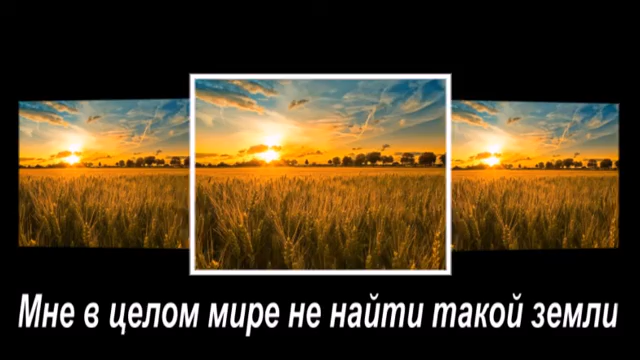 Мне в целом мире не найти такой земли